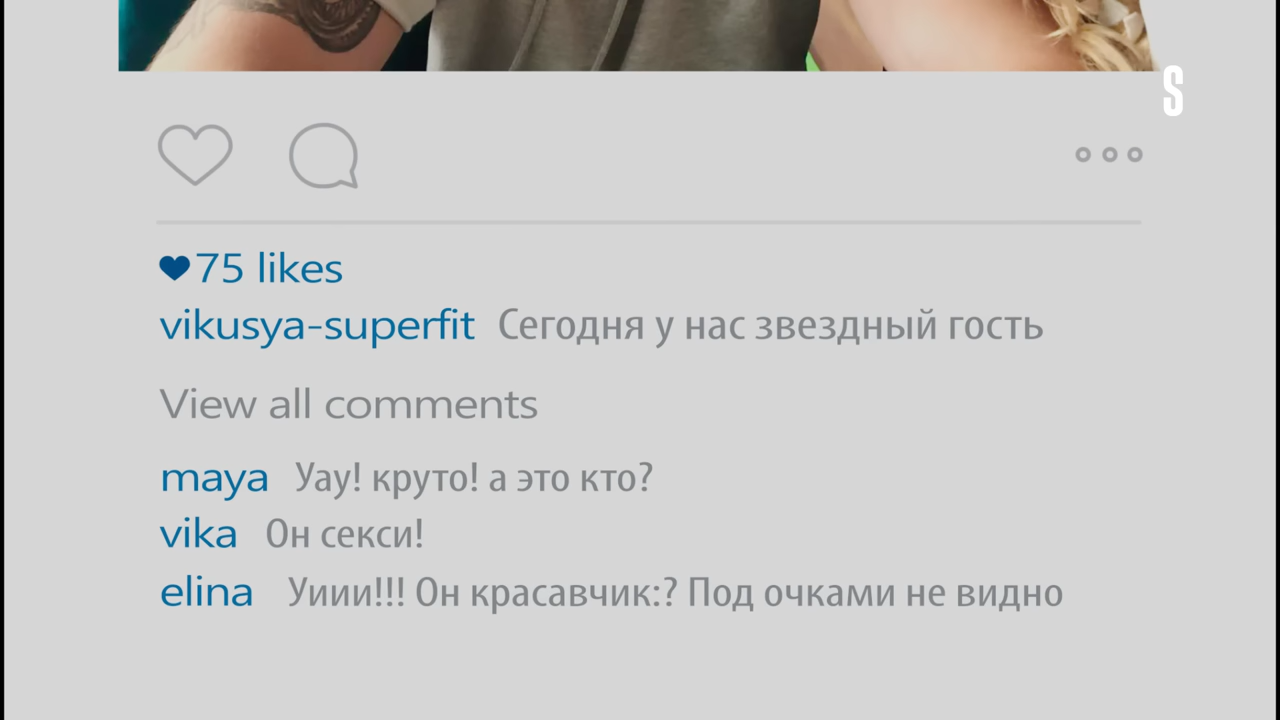 S
75 likes
vikusya-superfit Сегодня у нас звездный гость
View all comments
maya Уау! круто! а это кто?
vika Он секси!
elina Уиии!!! Он красавчик:? Под очками не видно